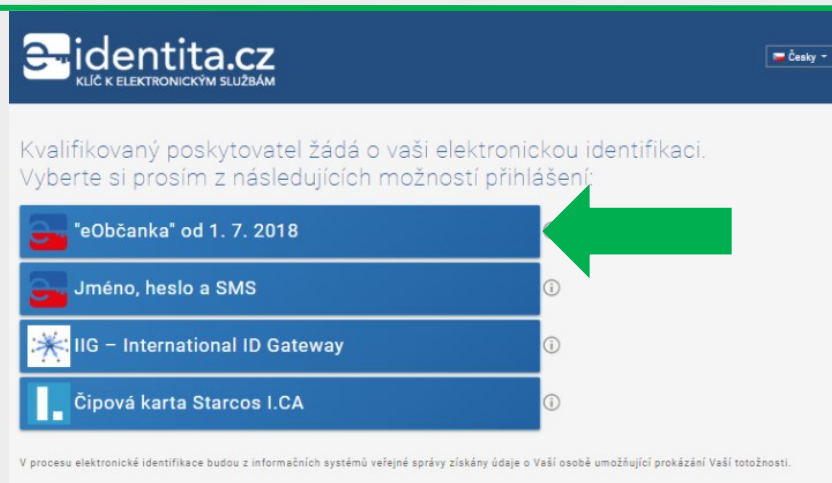 e-identita.cz
KLÍČ K ELEKTRONICKÝM SLUŽBÁM
Česky
Kvalifikovaný poskytovatel žádá o vaši elektronickou identifikaci.
Vyberte si prosím z následujících možností přihlášení:
"eObčanka" od 1. 7. 2018
Jméno, heslo a SMS
IIG – International ID Gateway
Čipová karta Starcos I.CA
V procesu elektronické identifikace budou z informačních systémů veřejné správy získány údaje o Vaší osobě umožňující prokázání Vaší totožnosti.